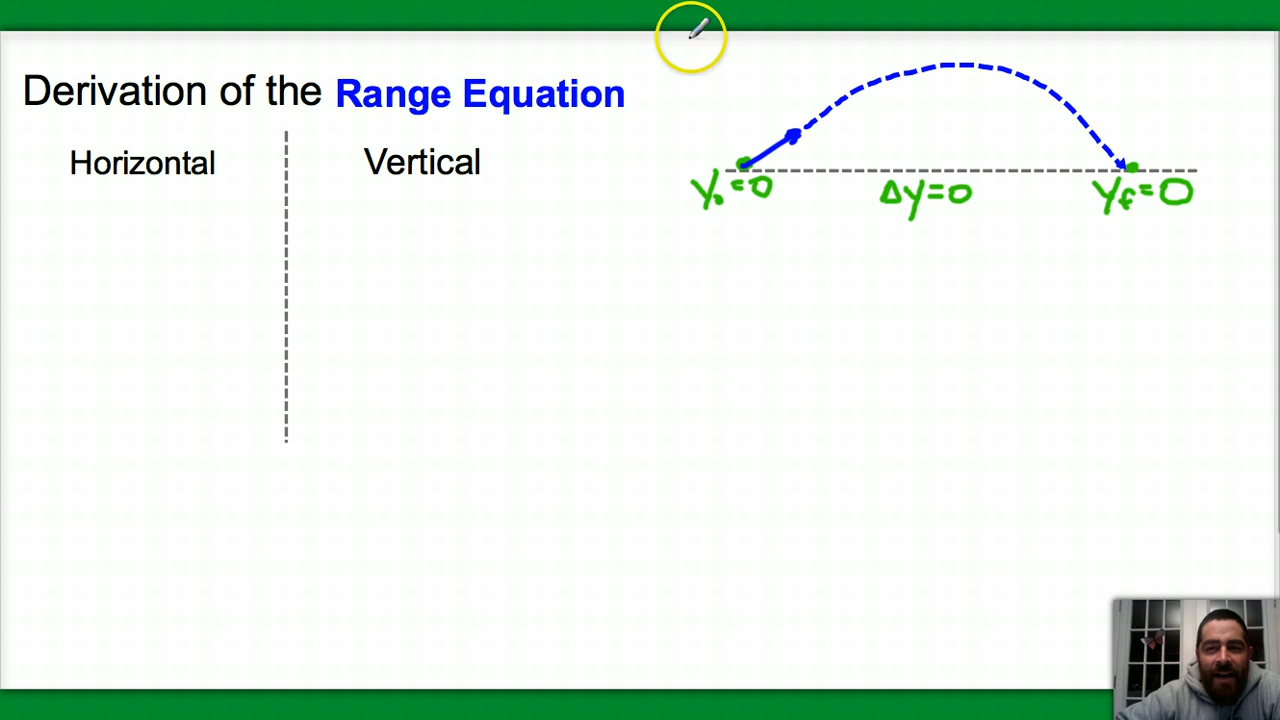 Derivation of the Range Equation
Horizontal Vertical
y₀=0 Δy=0 yf=0